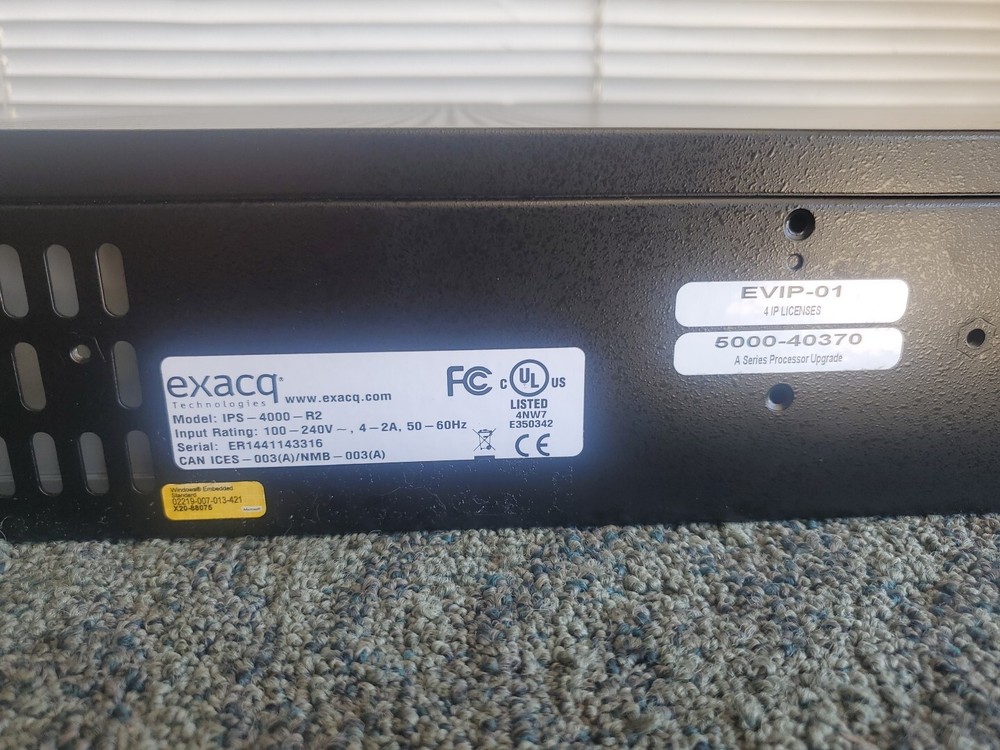 EVIP-01
4 IP LICENSES
5000-40370
A Series Processor Upgrade
exacq®
Technologies
www.exacq.com
FC
C UL US
LISTED
4NW7
E350342
Model: IPS-4000-R2
Input Rating: 100-240V~, 4-2A, 50-60Hz
Serial: ER1441143316
CAN ICES-003(A)/NMB-003(A)
CE
Windows® Embedded
Standard
02219-007-013-421
X20-88076
Microsoft